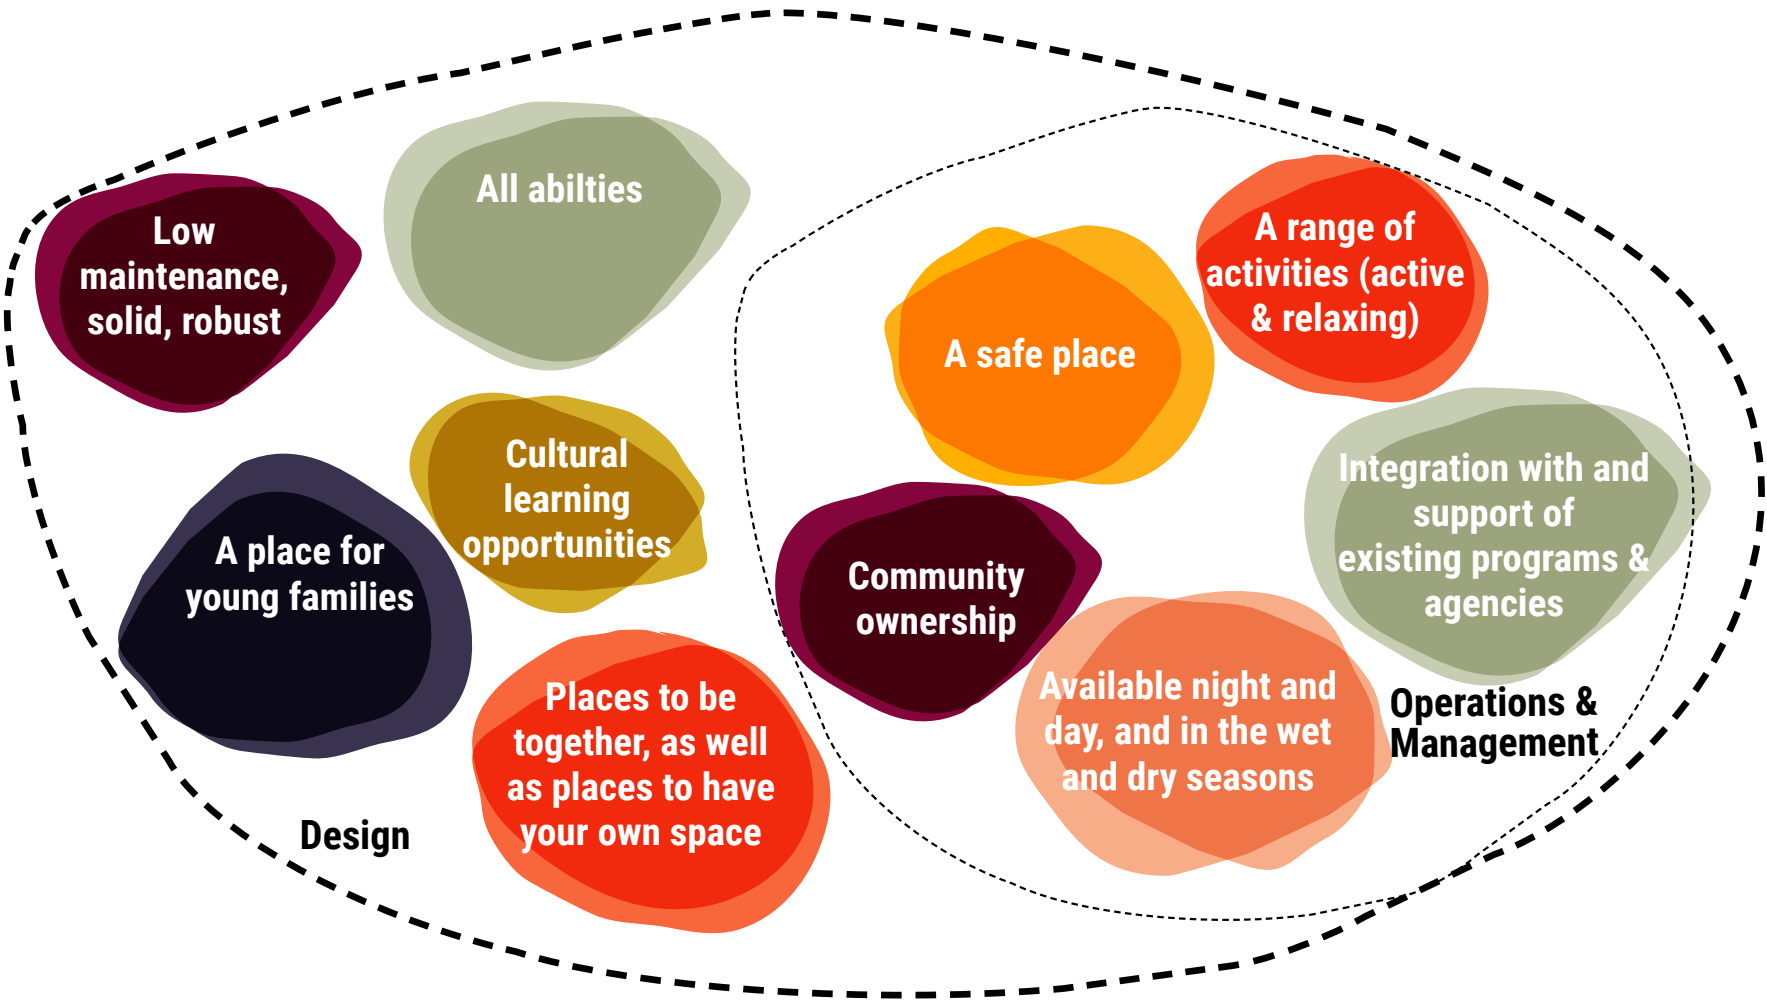 All abilties
Low
maintenance,
solid, robust
A range of
activities (active
& relaxing)
A safe place
Cultural
learning
opportunities
Integration with and
support of
existing programs &
agencies
A place for
young families
Community
ownership
Places to be
together, as well
as places to have
your own space
Available night and
day, and in the wet
and dry seasons
Operations &
Management
Design